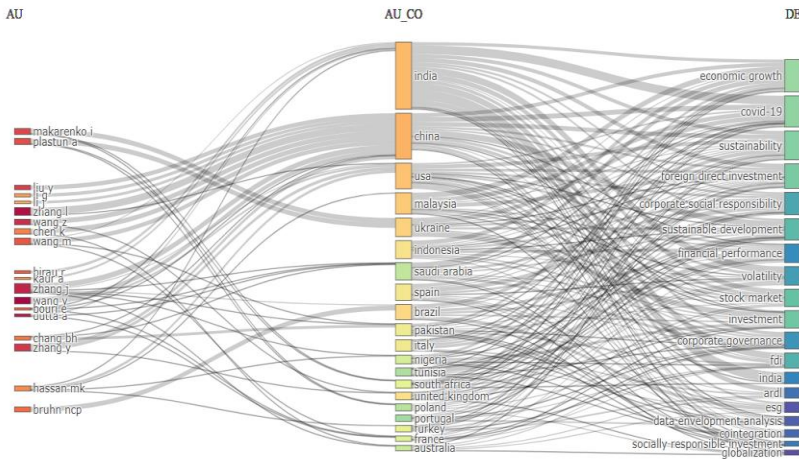 AU
AU_CO
DE
makarenko i
plastun a
liu y
li g
li j
zhang l
wang z
chen k
wang m
birau r
kaur a
zhang j
wang y
bouri e
dutta a
chang bh
zhang y
hassan mk
bruhn ncp
india
china
usa
malaysia
ukraine
indonesia
saudi arabia
spain
brazil
pakistan
italy
nigeria
tunisia
south africa
united kingdom
poland
portugal
turkey
france
australia
economic growth
covid-19
sustainability
foreign direct investment
corporate social responsibility
sustainable development
financial performance
volatility
stock market
investment
corporate governance
fdi
india
ardl
esg
data envelopment analysis
cointegration
socially responsible investment
globalization